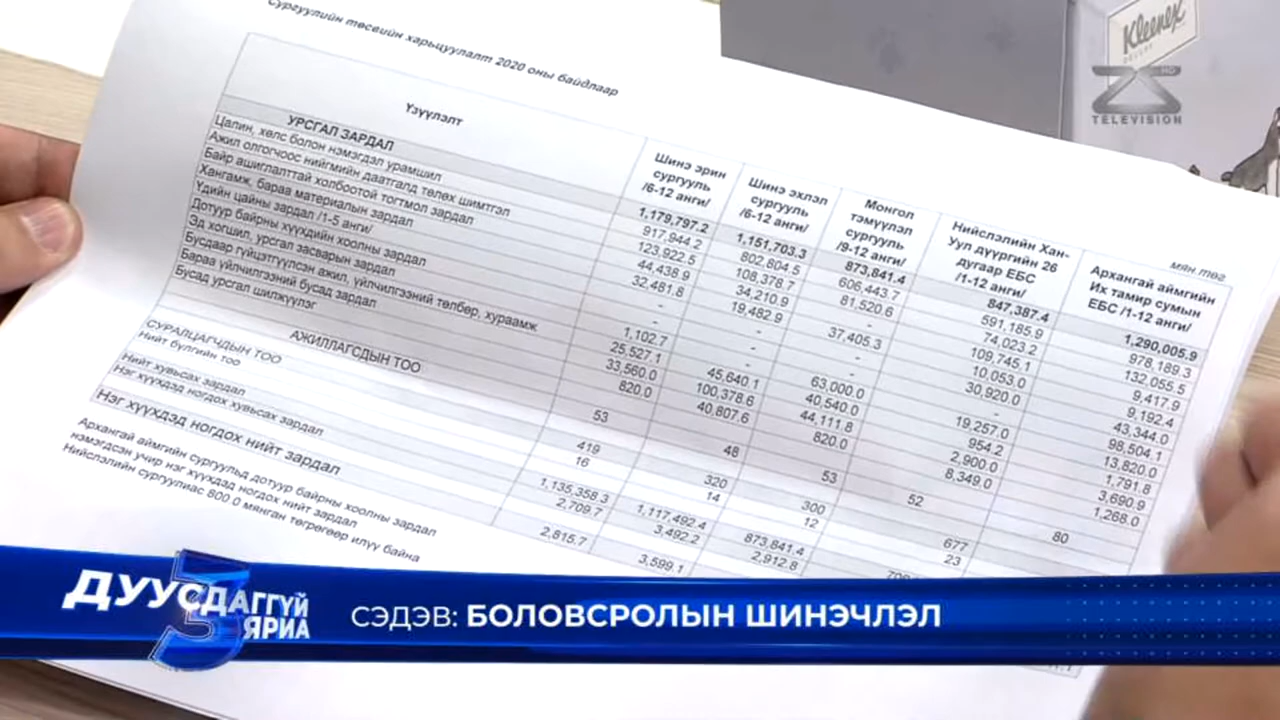 Сургуулийн төсвийн харьцуулалт 2020 оны байдлаар
Kleenex
HD
TELEVISION
мян төг
Үзүүлэлт
Шинэ эрин сургууль /6-12 анги/
Шинэ эхлэл сургууль /6-12 анги/
Монгол тэмүүлэл сургууль /9-12 анги/
Нийслэлийн Хан-Уул дүүргийн 26 дугаар ЕБС /1-12 анги/
Архангай аймгийн Их тамир сумын ЕБС /1-12 анги/
УРСГАЛ ЗАРДАЛ 1,179,797.2 1,151,703.3 873,841.4 847,387.4 1,290,005.9
Цалин, хөлс болон нэмэгдэл урамшил 917,944.2 802,804.5 606,443.7 591,185.9 978,189.3
Ажил олгогчоос нийгмийн даатгалд төлөх шимтгэл 123,922.5 108,378.7 81,520.6 74,023.2 132,055.5
Байр ашиглалттай холбоотой тогтмол зардал 44,438.9 34,210.9 - 109,745.1 9,417.9
Хангамж, бараа материалын зардал 32,481.8 19,482.9 37,405.3 10,053.0 9,192.4
Үдийн цайны зардал /1-5 анги/ - - - 30,920.0 43,344.0
Дотуур байрны хүүхдийн хоолны зардал - - - - 98,504.1
Эд хогшил, урсгал засварын зардал 1,102.7 45,640.1 63,000.0 19,257.0 13,820.0
Бусдаар гүйцэтгүүлсэн ажил, үйлчилгээний төлбөр, хураамж 25,527.1 100,378.6 40,540.0 954.2 1,791.8
Бараа үйлчилгээний бусад зардал 33,560.0 40,807.6 44,111.8 2,900.0 3,690.9
Бусад урсгал шилжүүлэг 820.0 820.0 8,349.0 1,268.0
АЖИЛЛАГСДЫН ТОО 53 48 53 52 80
СУРАЛЦАГЧДЫН ТОО 419 320 300 677
Нийт бүлгийн тоо 16 14 12 23
Нийт хувьсах зардал 1,135,358.3 1,117,492.4 873,841.4
Нэг хүүхдэд ногдох хувьсах зардал 2,709.7 3,492.2 2,912.8
Нэг хүүхдэд ногдох нийт зардал 2,815.7 3,599.1
Архангай аймгийн сургуульд дотуур байрны хоолны зардал
нэмэгдсэн учир нэг хүүхдэд ногдох нийт зардал
Нийслэлийн сургуулиас 800.0 мянган төгрөгөөр илүү байна
ДУУСДАГГҮЙ
3 ЯРИА
СЭДЭВ: БОЛОВСРОЛЫН ШИНЭЧЛЭЛ